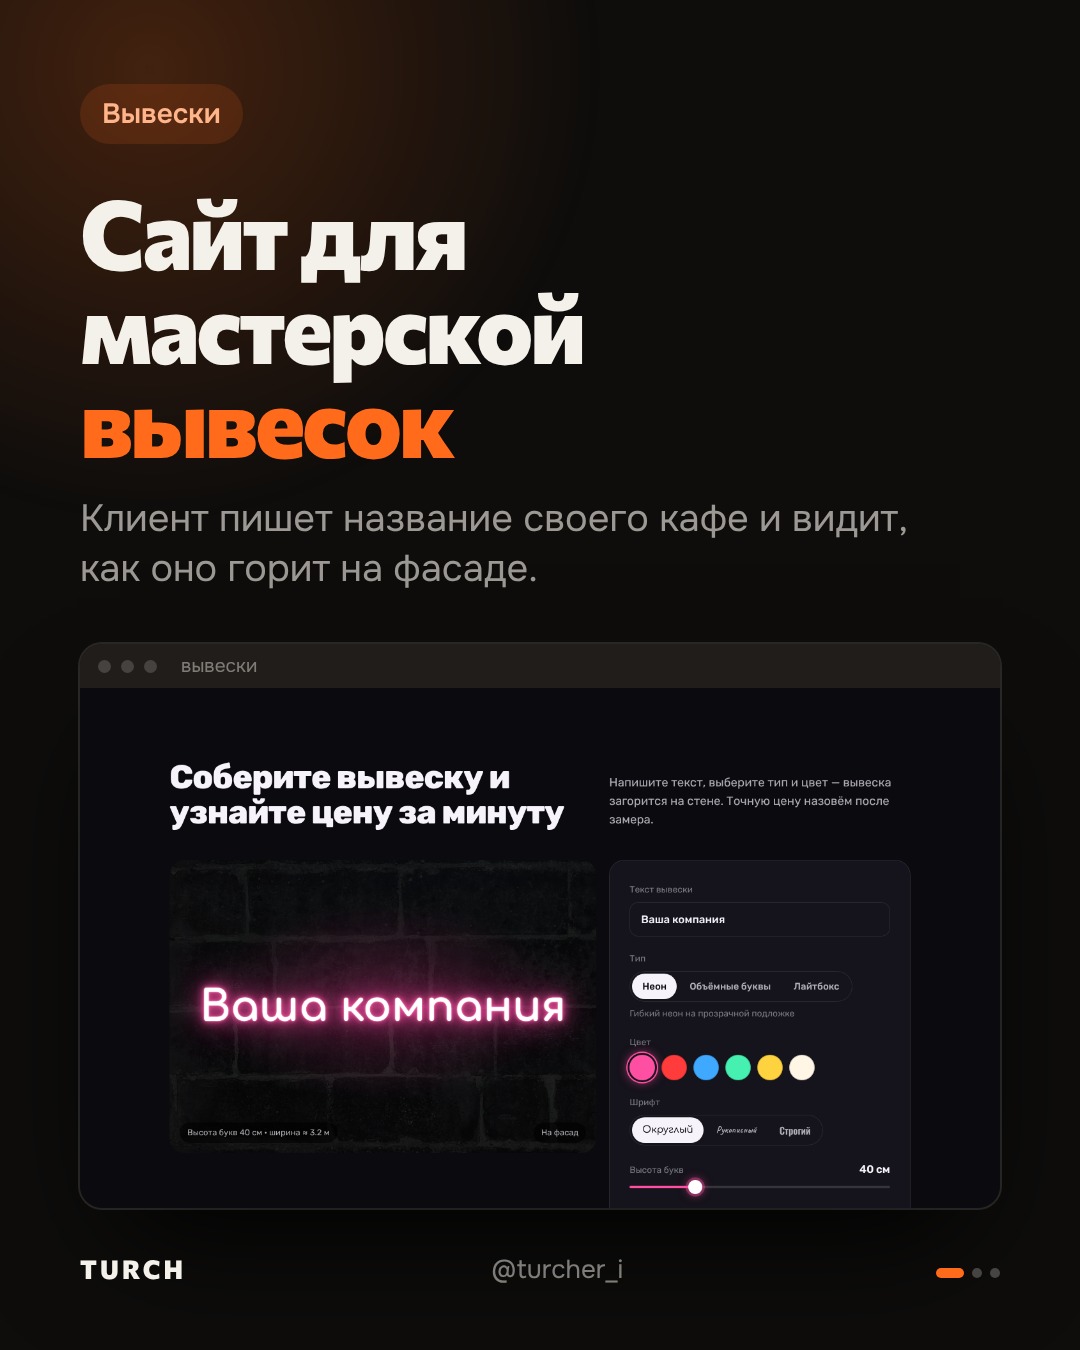 Вывески
Сайт для
мастерской
вывесок
Клиент пишет название своего кафе и видит,
как оно горит на фасаде.
вывески
Соберите вывеску и
узнайте цену за минуту
Напишите текст, выберите тип и цвет — вывеска
загорится на стене. Точную цену назовём после
замера.
Ваша компания
Высота букв 40 см • ширина ≈ 3.2 м
На фасад
Текст вывески
Ваша компания
Тип
Неон Объёмные буквы Лайтбокс
Гибкий неон на прозрачной подложке
Цвет
Шрифт
Округлый Рукописный Строгий
Высота букв 40 см
TURCH
@turcher_i